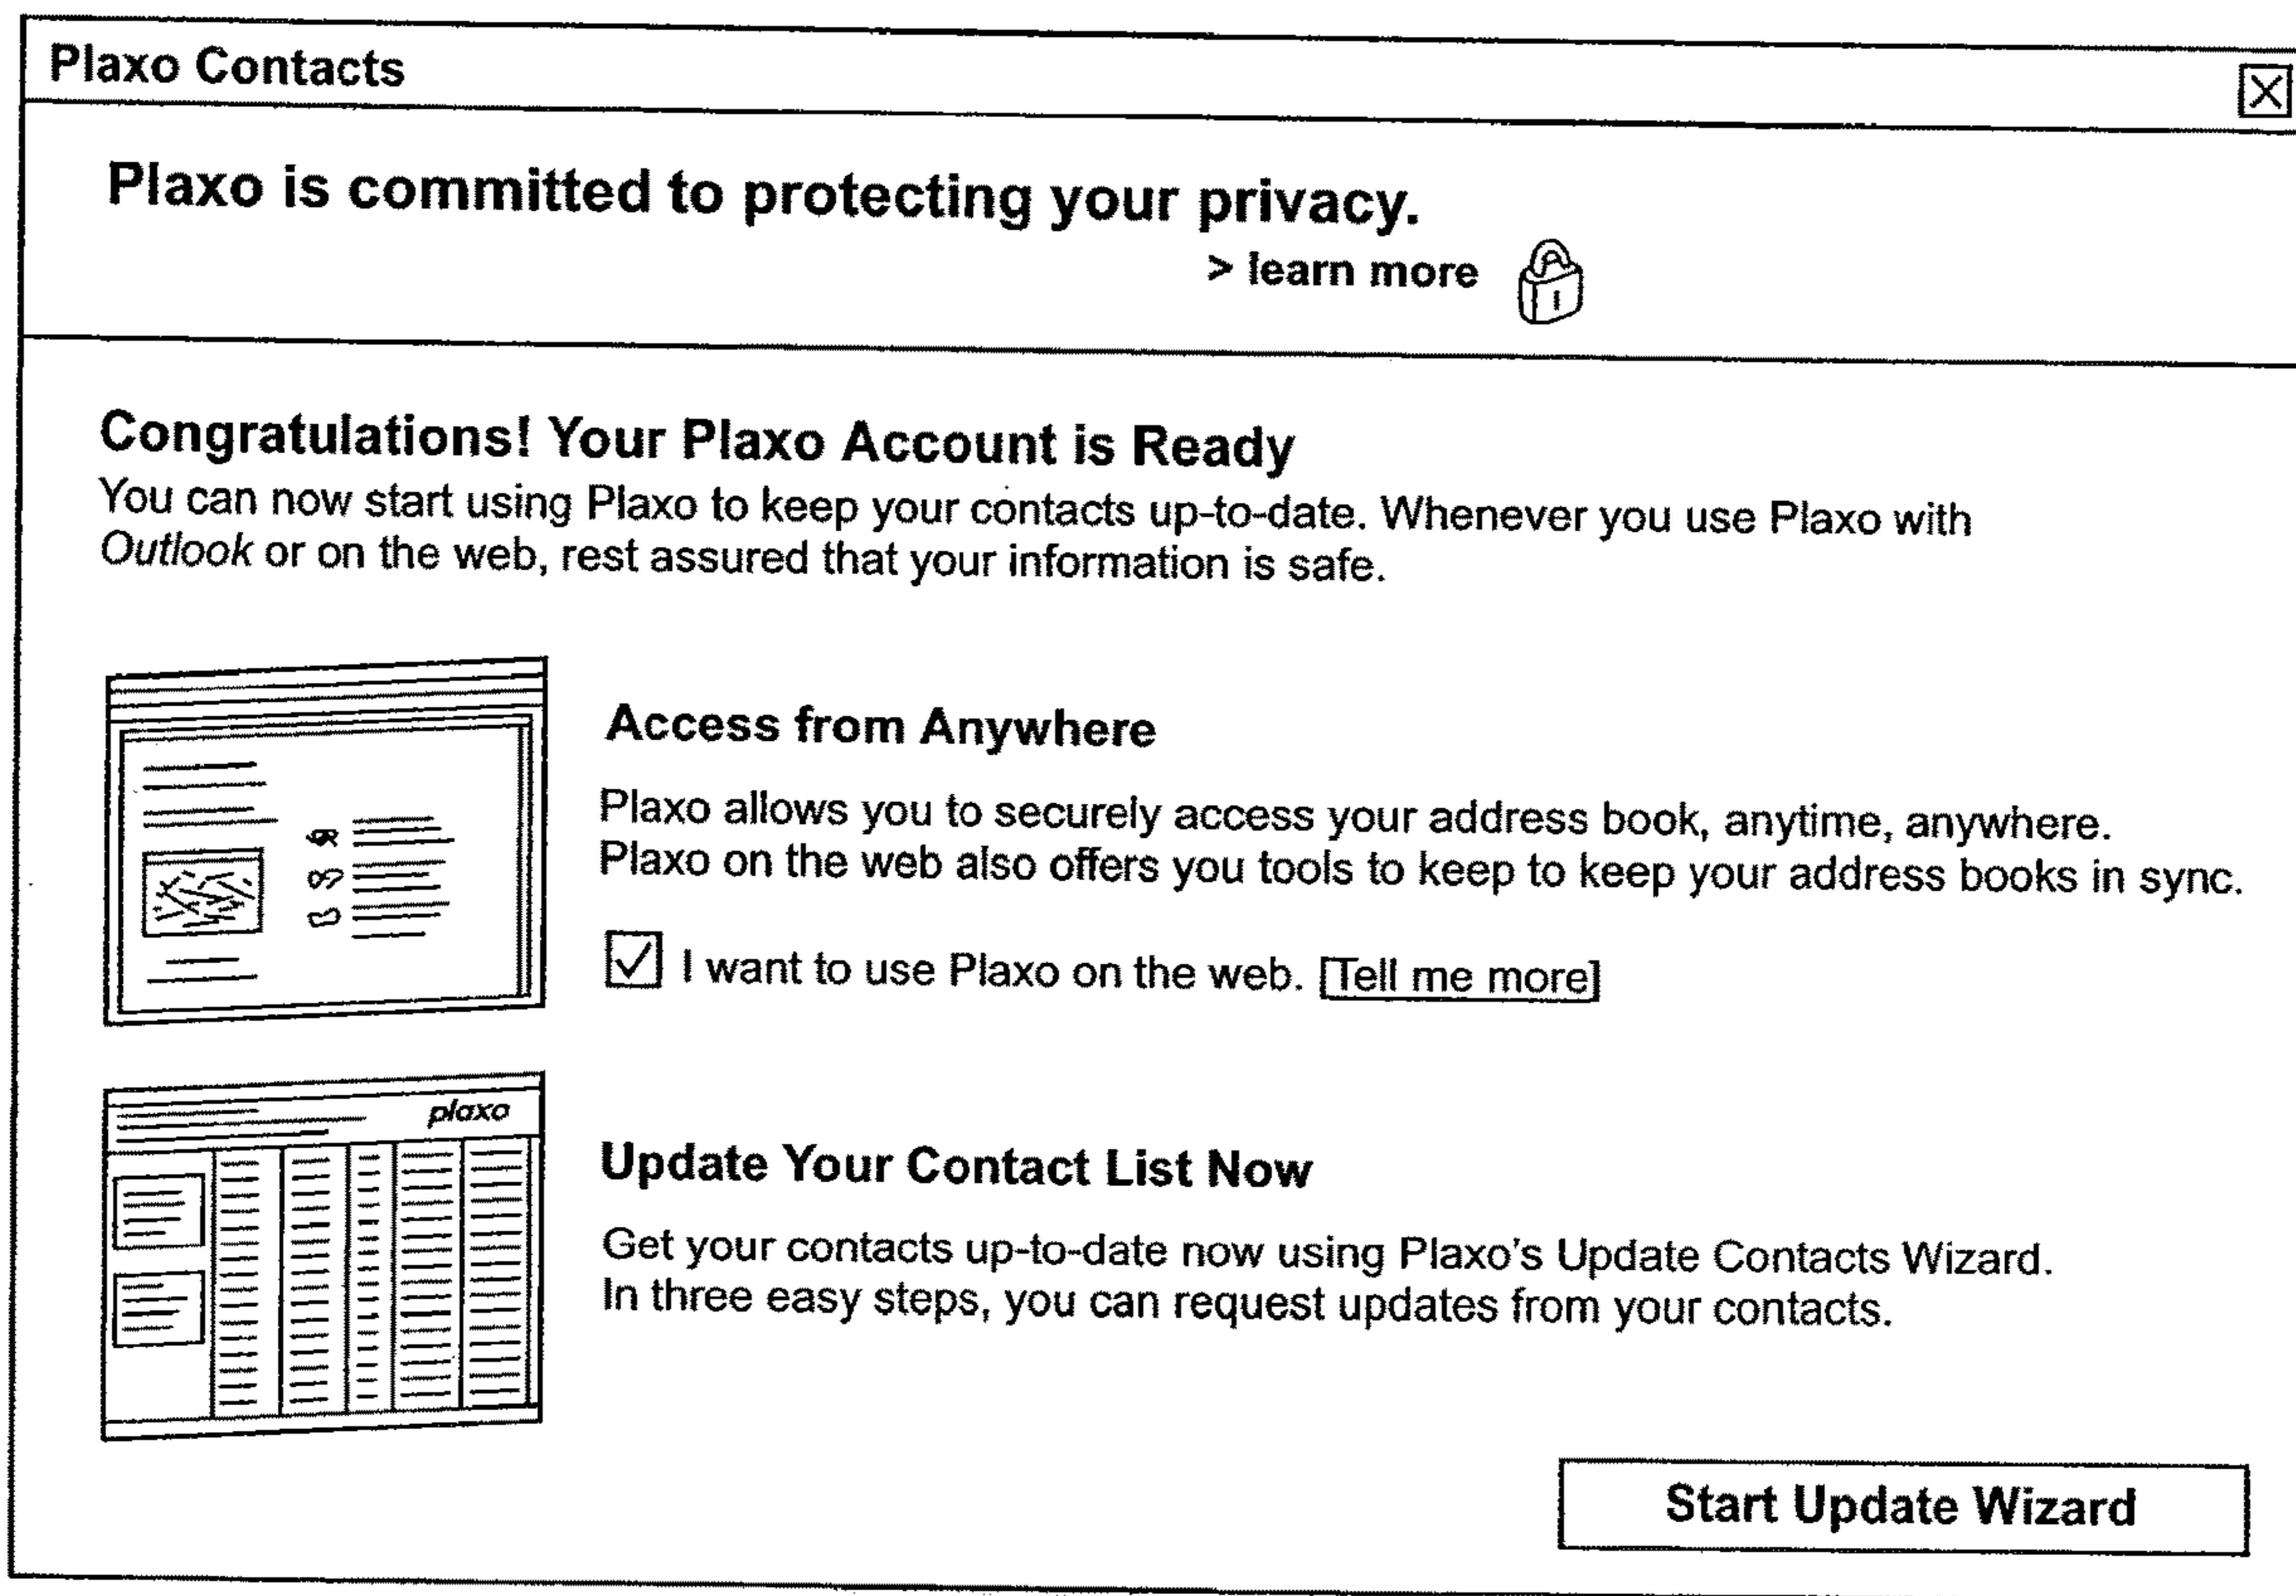 Plaxo Contacts
Plaxo is committed to protecting your privacy.
> learn more
Congratulations! Your Plaxo Account is Ready
You can now start using Plaxo to keep your contacts up-to-date. Whenever you use Plaxo with
Outlook or on the web, rest assured that your information is safe.
Access from Anywhere
Plaxo allows you to securely access your address book, anytime, anywhere.
Plaxo on the web also offers you tools to keep to keep your address books in sync.
I want to use Plaxo on the web. [Tell me more]
plaxo
Update Your Contact List Now
Get your contacts up-to-date now using Plaxo's Update Contacts Wizard.
In three easy steps, you can request updates from your contacts.
Start Update Wizard